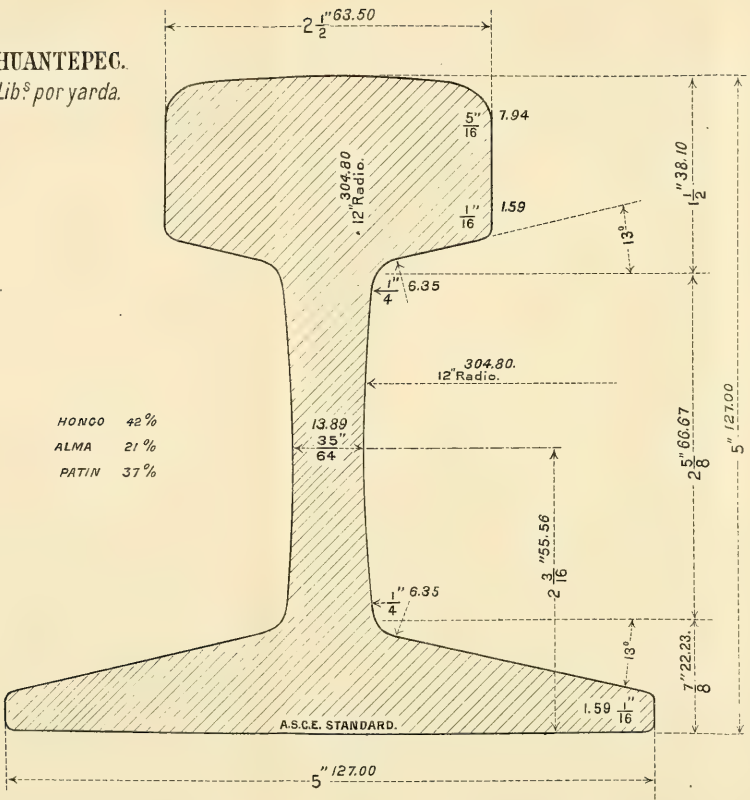 HUANTEPEC.
Lib.ˢ por yarda.
2 1/2" 63.50
5"/16 7.94
304.80
12" Radio.
1"/16 1.59
13°
1 1/2" 38.10
1"/4 6.35
304.80.
12" Radio.
HONGO 42%
ALMA 21%
PATIN 37%
13.89
35"/64
2 5/8" 66.67
5" 127.00
2 3/16" 55.56
1"/4 6.35
13°
7/8" 22.23.
1.59 1"/16
A.S.C.E. STANDARD.
5" 127.00